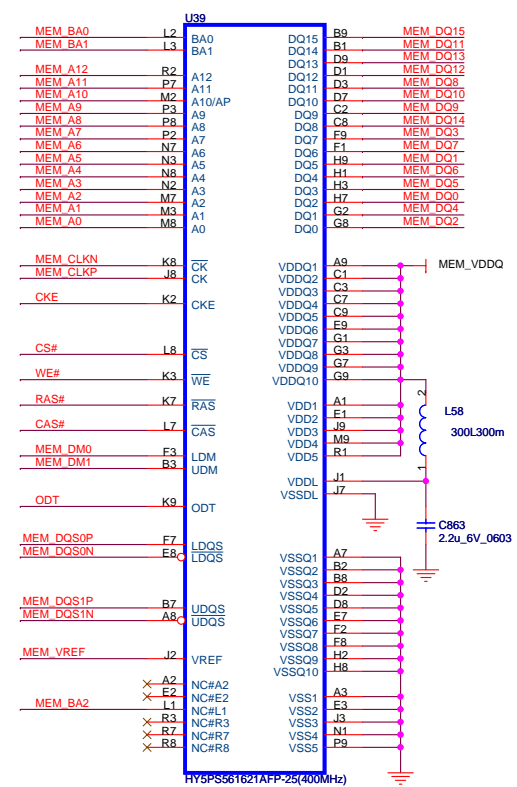 U39
MEM_BA0 L2 BA0 DQ15 B9 MEM_DQ15
MEM_BA1 L3 BA1 DQ14 B1 MEM_DQ11
DQ13 D9 MEM_DQ13
MEM_A12 R2 A12 DQ12 D1 MEM_DQ12
MEM_A11 P7 A11 DQ11 D3 MEM_DQ8
MEM_A10 M2 A10/AP DQ10 D7 MEM_DQ10
MEM_A9 P3 A9 DQ9 C2 MEM_DQ9
MEM_A8 P8 A8 DQ8 C8 MEM_DQ14
MEM_A7 P2 A7 DQ7 F9 MEM_DQ3
MEM_A6 N7 A6 DQ6 F1 MEM_DQ7
MEM_A5 N3 A5 DQ5 H9 MEM_DQ1
MEM_A4 N8 A4 DQ4 H1 MEM_DQ6
MEM_A3 N2 A3 DQ3 H3 MEM_DQ5
MEM_A2 M7 A2 DQ2 H7 MEM_DQ0
MEM_A1 M3 A1 DQ1 G2 MEM_DQ4
MEM_A0 M8 A0 DQ0 G8 MEM_DQ2
MEM_CLKN K8 CK VDDQ1 A9 MEM_VDDQ
MEM_CLKP J8 CK VDDQ2 C1
VDDQ3 C3
CKE K2 CKE VDDQ4 C7
VDDQ5 C9
VDDQ6 E9
VDDQ7 G1
CS# L8 CS VDDQ8 G3
VDDQ9 G7
WE# K3 WE VDDQ10 G9
2
RAS# K7 RAS VDD1 A1
L58
VDD2 E1
CAS# L7 CAS VDD3 J9
300L300m
VDD4 M9
MEM_DM0 F3 LDM VDD5 R1
MEM_DM1 B3 UDM
1
VDDL J1
VSSDL J7
ODT K9 ODT
C863
2.2u_6V_0603
MEM_DQS0P F7 LDQS
MEM_DQS0N E8 LDQS VSSQ1 A7
VSSQ2 B2
VSSQ3 B8
VSSQ4 D2
MEM_DQS1P B7 UDQS VSSQ5 D8
MEM_DQS1N A8 UDQS VSSQ6 E7
VSSQ7 F2
VSSQ8 F8
MEM_VREF J2 VREF VSSQ9 H2
VSSQ10 H8
A2 NC#A2
E2 NC#E2 VSS1 A3
MEM_BA2 L1 NC#L1 VSS2 E3
R3 NC#R3 VSS3 J3
R7 NC#R7 VSS4 N1
R8 NC#R8 VSS5 P9
HY5PS561621AFP-25(400MHz)